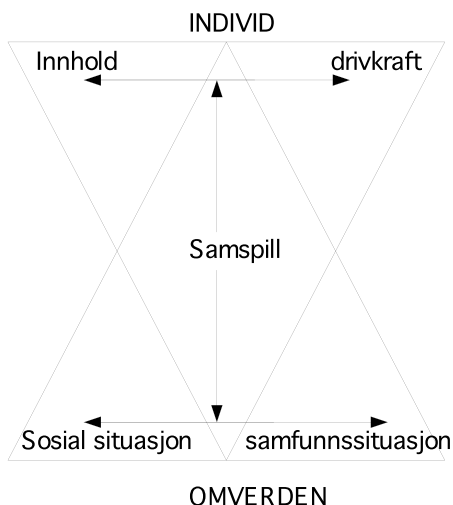 INDIVID
Innhold drivkraft
Samspill
Sosial situasjon samfunnssituasjon
OMVERDEN